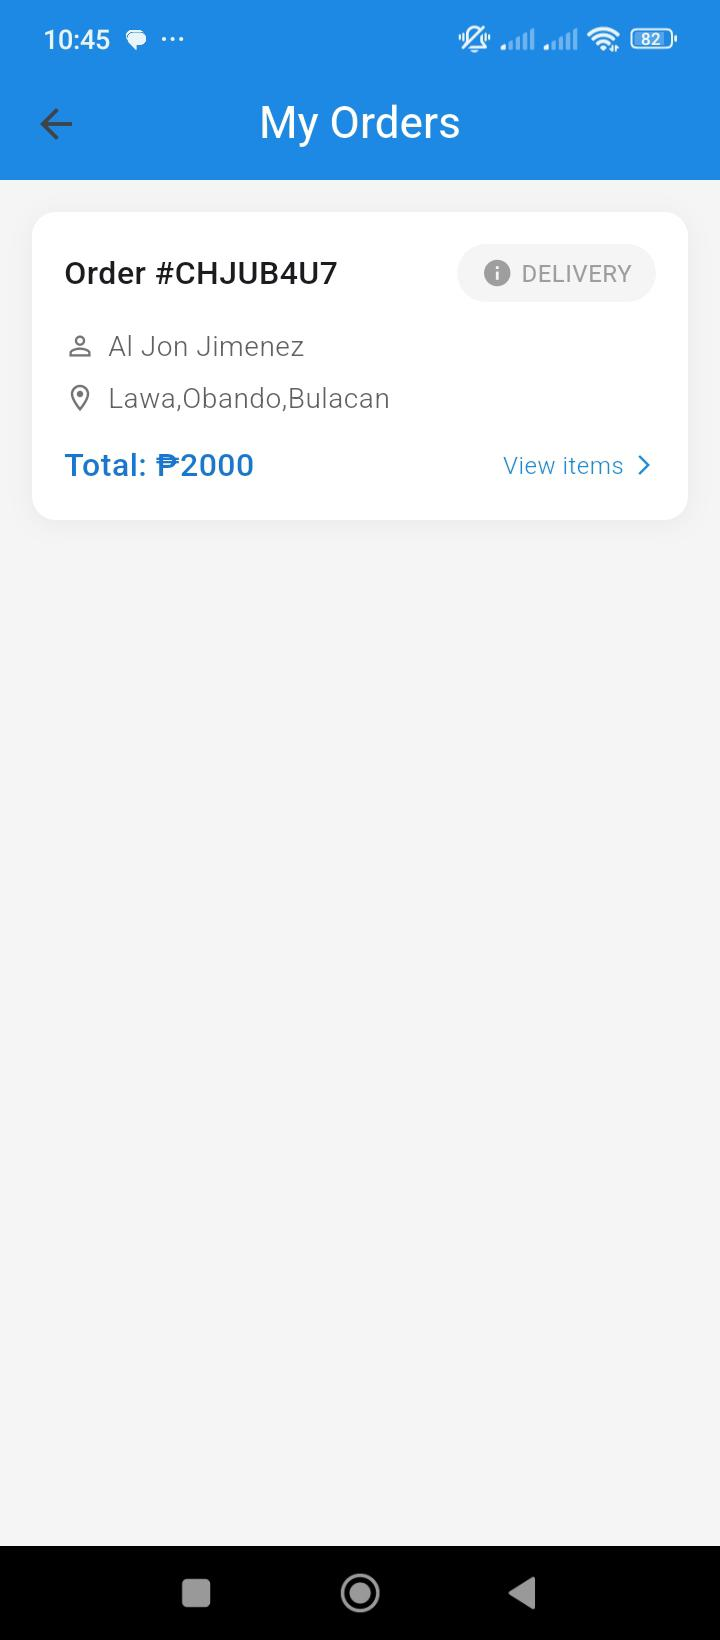 10:45
82
My Orders
Order #CHJUB4U7
DELIVERY
Al Jon Jimenez
Lawa,Obando,Bulacan
Total: ₱2000
View items